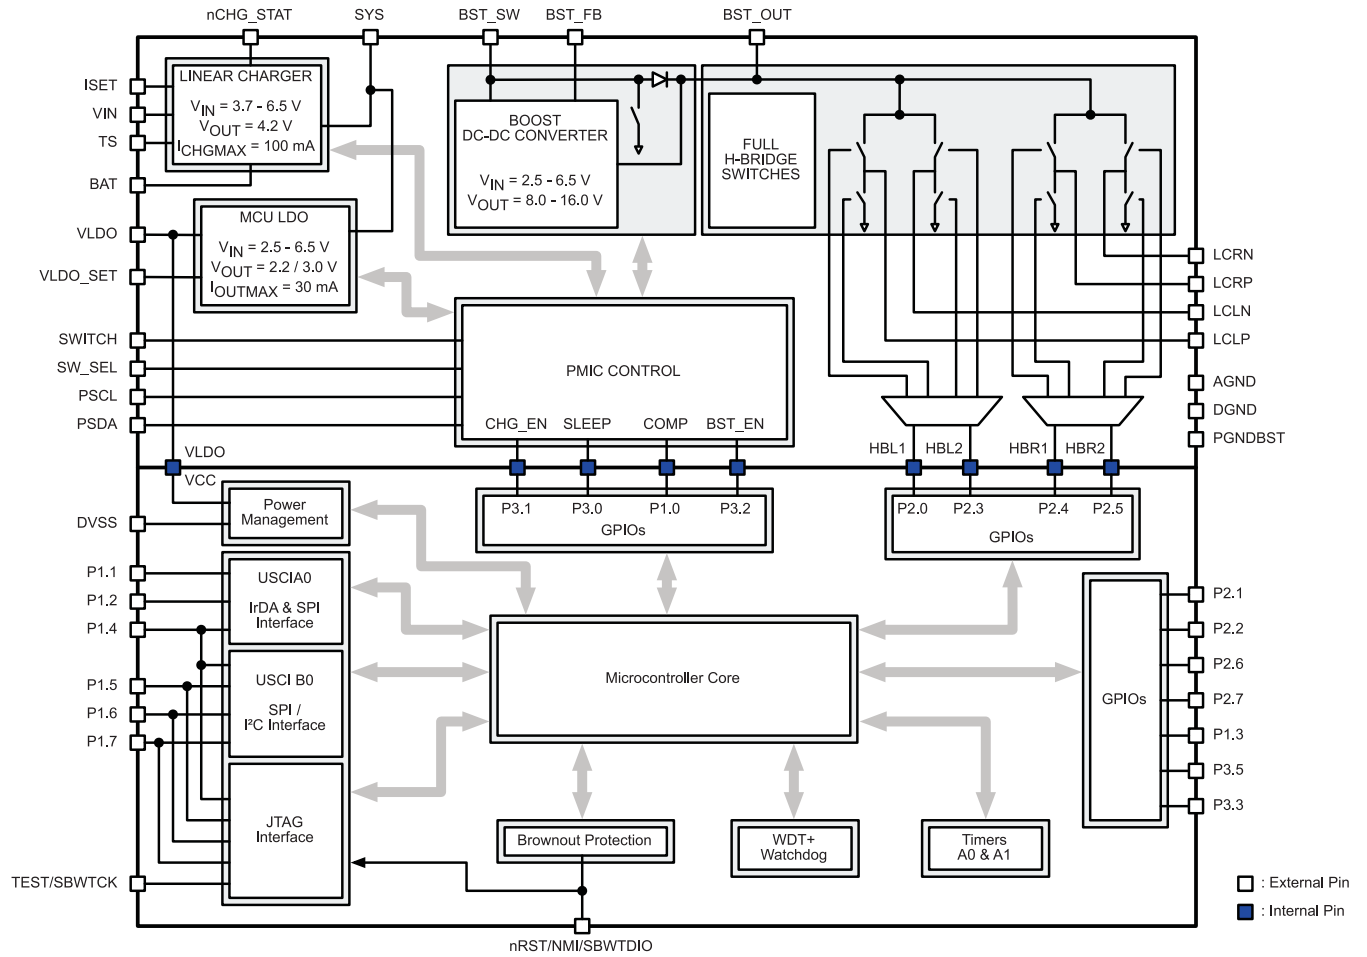 nCHG_STAT
SYS
BST_SW
BST_FB
BST_OUT
ISET
VIN
TS
BAT
LINEAR CHARGER
VIN = 3.7 - 6.5 V
VOUT = 4.2 V
ICHGMAX = 100 mA
BOOST
DC-DC CONVERTER
VIN = 2.5 - 6.5 V
VOUT = 8.0 - 16.0 V
FULL
H-BRIDGE
SWITCHES
VLDO
VLDO_SET
MCU LDO
VIN = 2.5 - 6.5 V
VOUT = 2.2 / 3.0 V
IOUTMAX = 30 mA
LCRN
LCRP
LCLN
LCLP
AGND
DGND
PGNDBST
SWITCH
SW_SEL
PSCL
PSDA
PMIC CONTROL
CHG_EN
SLEEP
COMP
BST_EN
HBL1
HBL2
HBR1
HBR2
VLDO
VCC
P3.1
P3.0
P1.0
P3.2
GPIOs
P2.0
P2.3
P2.4
P2.5
GPIOs
DVSS
Power
Management
P1.1
P1.2
P1.4
USCIA0
IrDA & SPI
Interface
P1.5
P1.6
P1.7
USCI B0
SPI /
I²C Interface
JTAG
Interface
TEST/SBWTCK
Microcontroller Core
GPIOs
P2.1
P2.2
P2.6
P2.7
P1.3
P3.5
P3.3
Brownout Protection
WDT+
Watchdog
Timers
A0 & A1
nRST/NMI/SBWTDIO
: External Pin
: Internal Pin